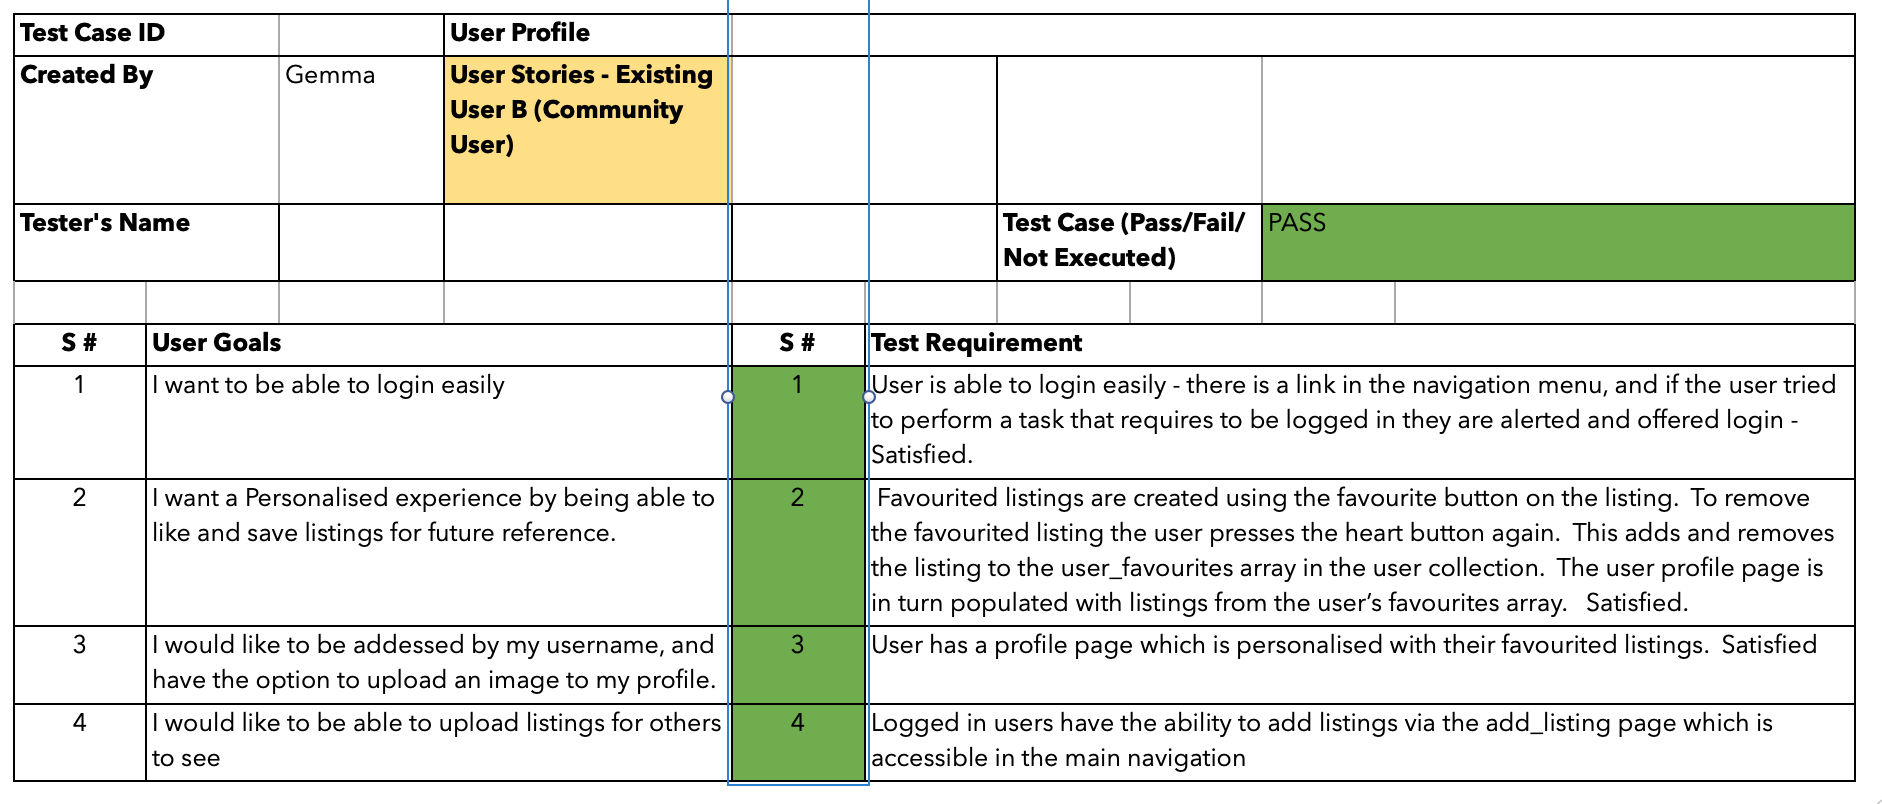 Test Case ID
User Profile
Created By
Gemma
User Stories - Existing
User B (Community
User)
Tester's Name
Test Case (Pass/Fail/
Not Executed)
PASS
S #
User Goals
S #
Test Requirement
1
I want to be able to login easily
1
User is able to login easily - there is a link in the navigation menu, and if the user tried
to perform a task that requires to be logged in they are alerted and offered login -
Satisfied.
2
I want a Personalised experience by being able to
like and save listings for future reference.
2
Favourited listings are created using the favourite button on the listing.  To remove
the favourited listing the user presses the heart button again.  This adds and removes
the listing to the user_favourites array in the user collection.  The user profile page is
in turn populated with listings from the user’s favourites array.   Satisfied.
3
I would like to be addressed by my username, and
have the option to upload an image to my profile.
3
User has a profile page which is personalised with their favourited listings.  Satisfied
4
I would like to be able to upload listings for others
to see
4
Logged in users have the ability to add listings via the add_listing page which is
accessible in the main navigation